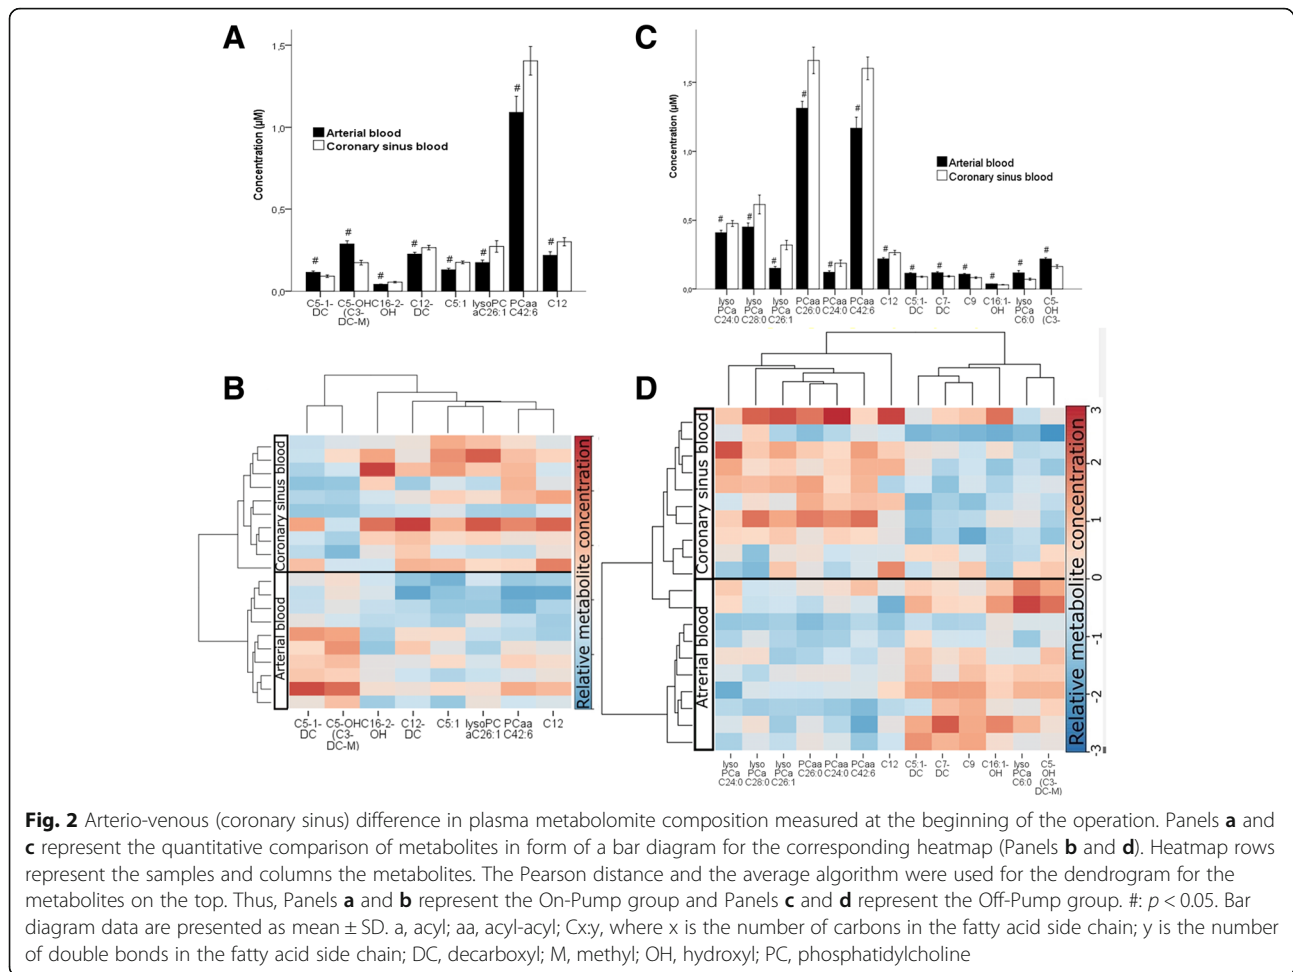 A
1,5
1,0
0,5
0,0
Concentration (µM)
Arterial blood
Coronary sinus blood
# # # # # # # #
C5-1-DC
C5-OH (C3-DC-M)
C16-2-OH
C12-DC
C5:1
lysoPC aC26:1
PCaa C42:6
C12
C
1,5
1,0
0,5
0,0
Concentration (µM)
Arterial blood
Coronary sinus blood
# # # # # # # # # # # #
lyso PCa C24:0
lyso PCa C28:0
lyso PCa C26:1
PCaa C26:0
PCaa C24:0
PCaa C42:6
C12
C5:1-DC
C7-DC
C9
C16:1-OH
lyso PCa C6:0
C5-OH (C3-
B
Coronary sinus blood
Arterial blood
Relative metabolite concentration
C5-1-DC
C5-OH (C3-DC-M)
C16-2-OH
C12-DC
C5:1
lysoPC aC26:1
PCaa C42:6
C12
D
Coronary sinus blood
Atrerial blood
Relative metabolite concentration
3
2
1
0
-1
-2
-3
lyso PCa C24:0
lyso PCa C28:0
lyso PCa C26:1
PCaa C26:0
PCaa C24:0
PCaa C42:6
C12
C5:1-DC
C7-DC
C9
C16:1-OH
lyso PCa C6:0
C5-OH (C3-DC-M)
Fig. 2 Arterio-venous (coronary sinus) difference in plasma metabolomite composition measured at the beginning of the operation. Panels a and
c represent the quantitative comparison of metabolites in form of a bar diagram for the corresponding heatmap (Panels b and d). Heatmap rows
represent the samples and columns the metabolites. The Pearson distance and the average algorithm were used for the dendrogram for the
metabolites on the top. Thus, Panels a and b represent the On-Pump group and Panels c and d represent the Off-Pump group. #: p < 0.05. Bar
diagram data are presented as mean ± SD. a, acyl; aa, acyl-acyl; Cx:y, where x is the number of carbons in the fatty acid side chain; y is the number
of double bonds in the fatty acid side chain; DC, decarboxyl; M, methyl; OH, hydroxyl; PC, phosphatidylcholine